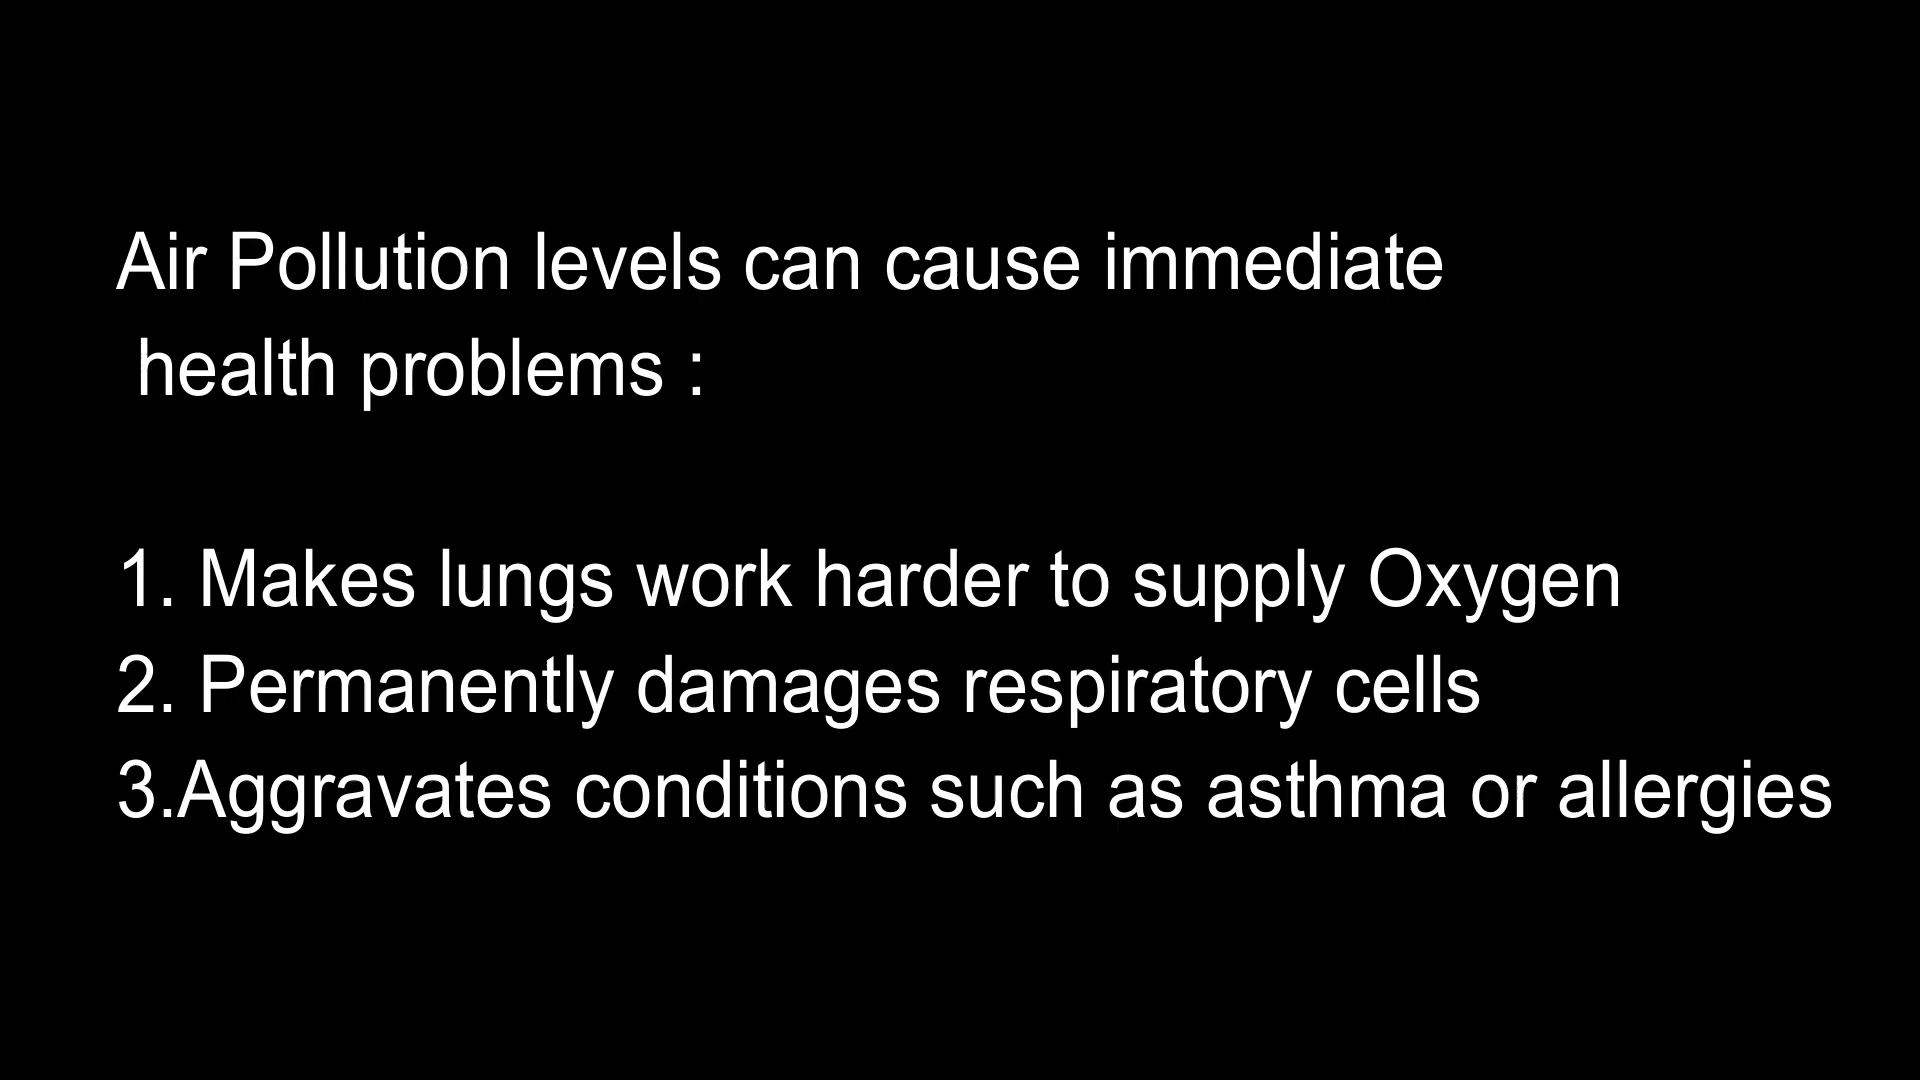 Air Pollution levels can cause immediate
health problems :
1. Makes lungs work harder to supply Oxygen
2. Permanently damages respiratory cells
3.Aggravates conditions such as asthma or allergies